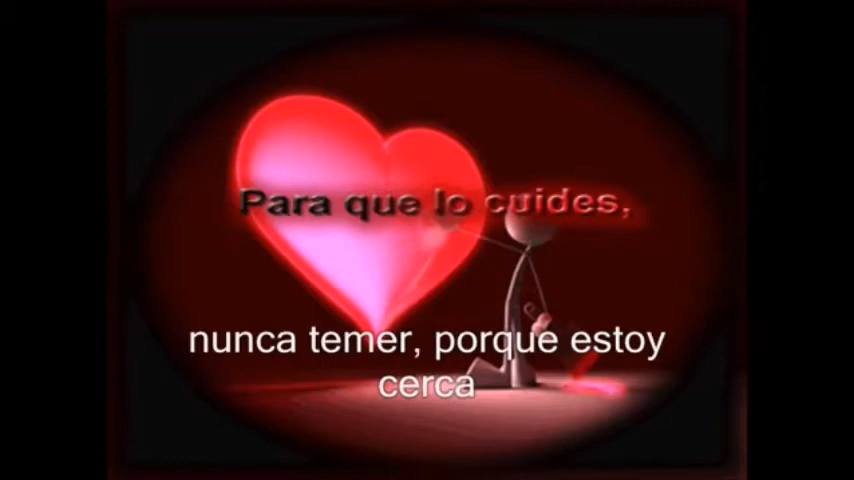 Para que lo cuides,
nunca temer, porque estoy
cerca